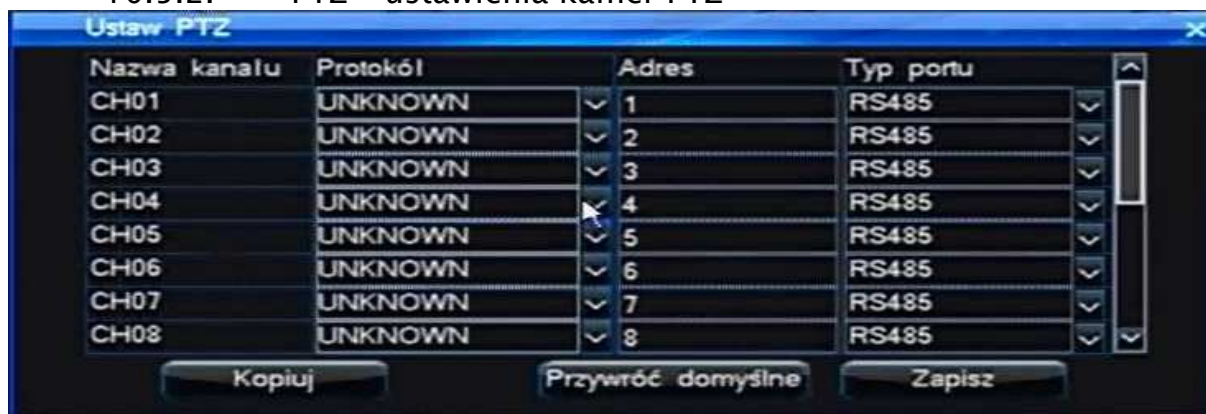 Ustaw PTZ
Nazwa kanału Protokół Adres Typ portu
CH01 UNKNOWN 1 RS485
CH02 UNKNOWN 2 RS485
CH03 UNKNOWN 3 RS485
CH04 UNKNOWN 4 RS485
CH05 UNKNOWN 5 RS485
CH06 UNKNOWN 6 RS485
CH07 UNKNOWN 7 RS485
CH08 UNKNOWN 8 RS485
Kopiuj Przywróć domyślne Zapisz